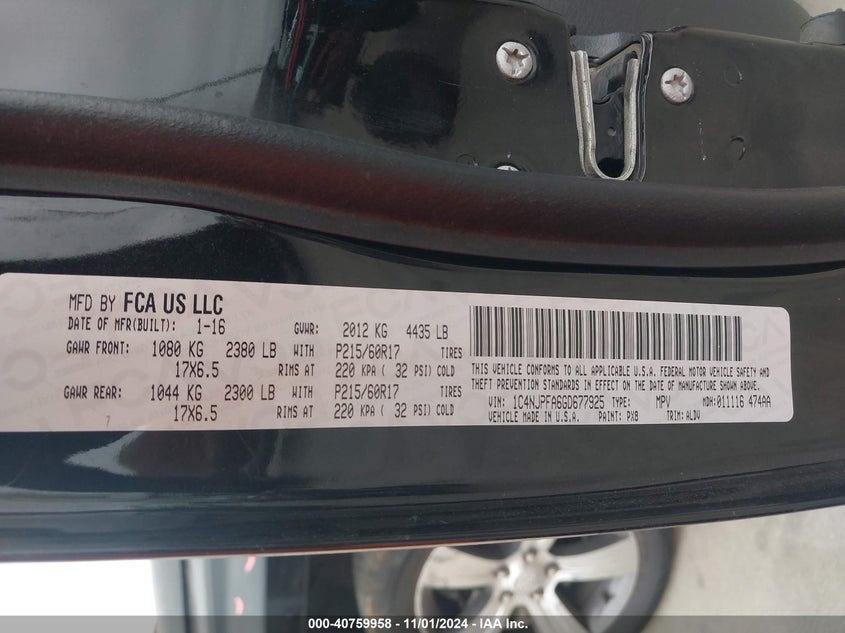 MFD BY FCA US LLC
DATE OF MFR(BUILT): 1-16 GVWR: 2012 KG 4435 LB
GAWR FRONT: 1080 KG 2380 LB WITH P215/60R17 TIRES
17X6.5 RIMS AT 220 KPA ( 32 PSI) COLD
GAWR REAR: 1044 KG 2300 LB WITH P215/60R17 TIRES
17X6.5 RIMS AT 220 KPA ( 32 PSI) COLD
7
THIS VEHICLE CONFORMS TO ALL APPLICABLE U.S.A. FEDERAL MOTOR VEHICLE SAFETY AND
THEFT PREVENTION STANDARDS IN EFFECT ON THE DATE OF MANUFACTURE SHOWN ABOVE.
VIN: 1C4NJPFA6GD677925 TYPE: MPV MDH:011116 474AA
VEHICLE MADE IN U.S.A. PAINT: PX8 TRIM: ALDV
000-40759958 - 11/01/2024 - IAA Inc.